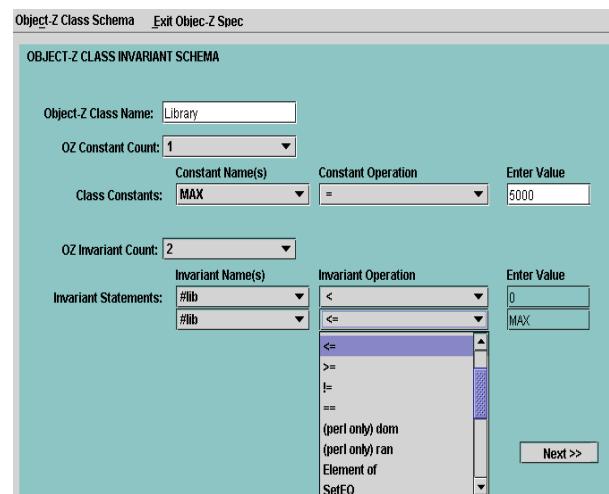 Object-Z Class Schema Exit Objec-Z Spec
OBJECT-Z CLASS INVARIANT SCHEMA
Object-Z Class Name: Library
OZ Constant Count: 1
Constant Name(s) Constant Operation Enter Value
Class Constants: MAX = 5000
OZ Invariant Count: 2
Invariant Name(s) Invariant Operation Enter Value
Invariant Statements: #lib < 0
#lib <= MAX
<=
>=
!=
==
(perl only) dom
(perl only) ran
Element of
Next >>
SetEQ